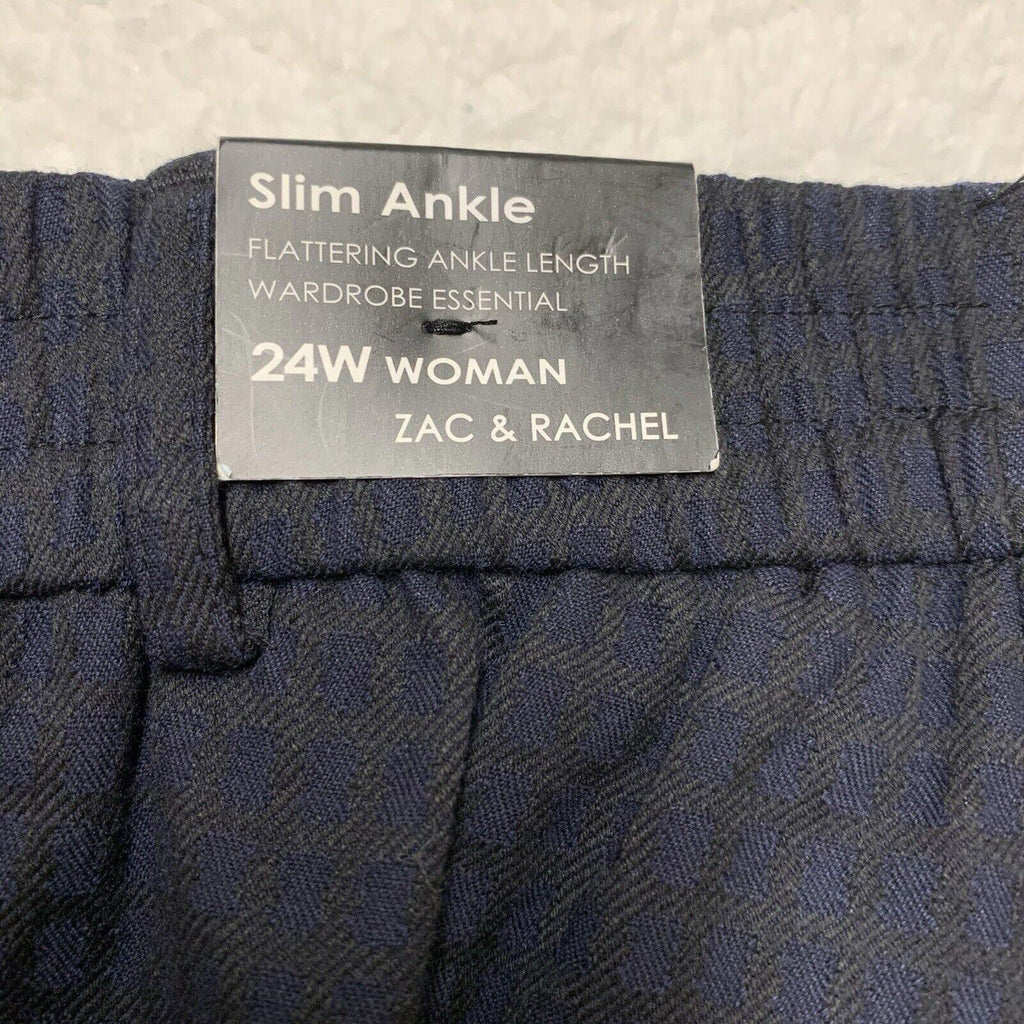 Slim Ankle
FLATTERING ANKLE LENGTH
WARDROBE ESSENTIAL
24W WOMAN
ZAC & RACHEL